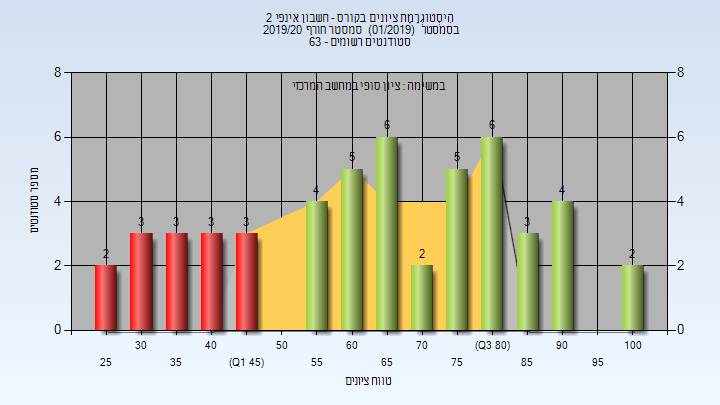 היסטוגרמת ציונים בקורס - חשבון אינפי 2
בסמסטר (01/2019) סמסטר חורף 2019/20
סטודנטים רשומים - 63
במשימה : ציון סופי במחשב המרכזי
8 8
6 6
4 4
2 2
0 0
מספר סטודנטים
2 3 3 3 3 4 5 6 2 5 6 3 4 2
30 40 50 60 70 (Q3 80) 90 100
25 35 (Q1 45) 55 65 75 85 95
טווח ציונים